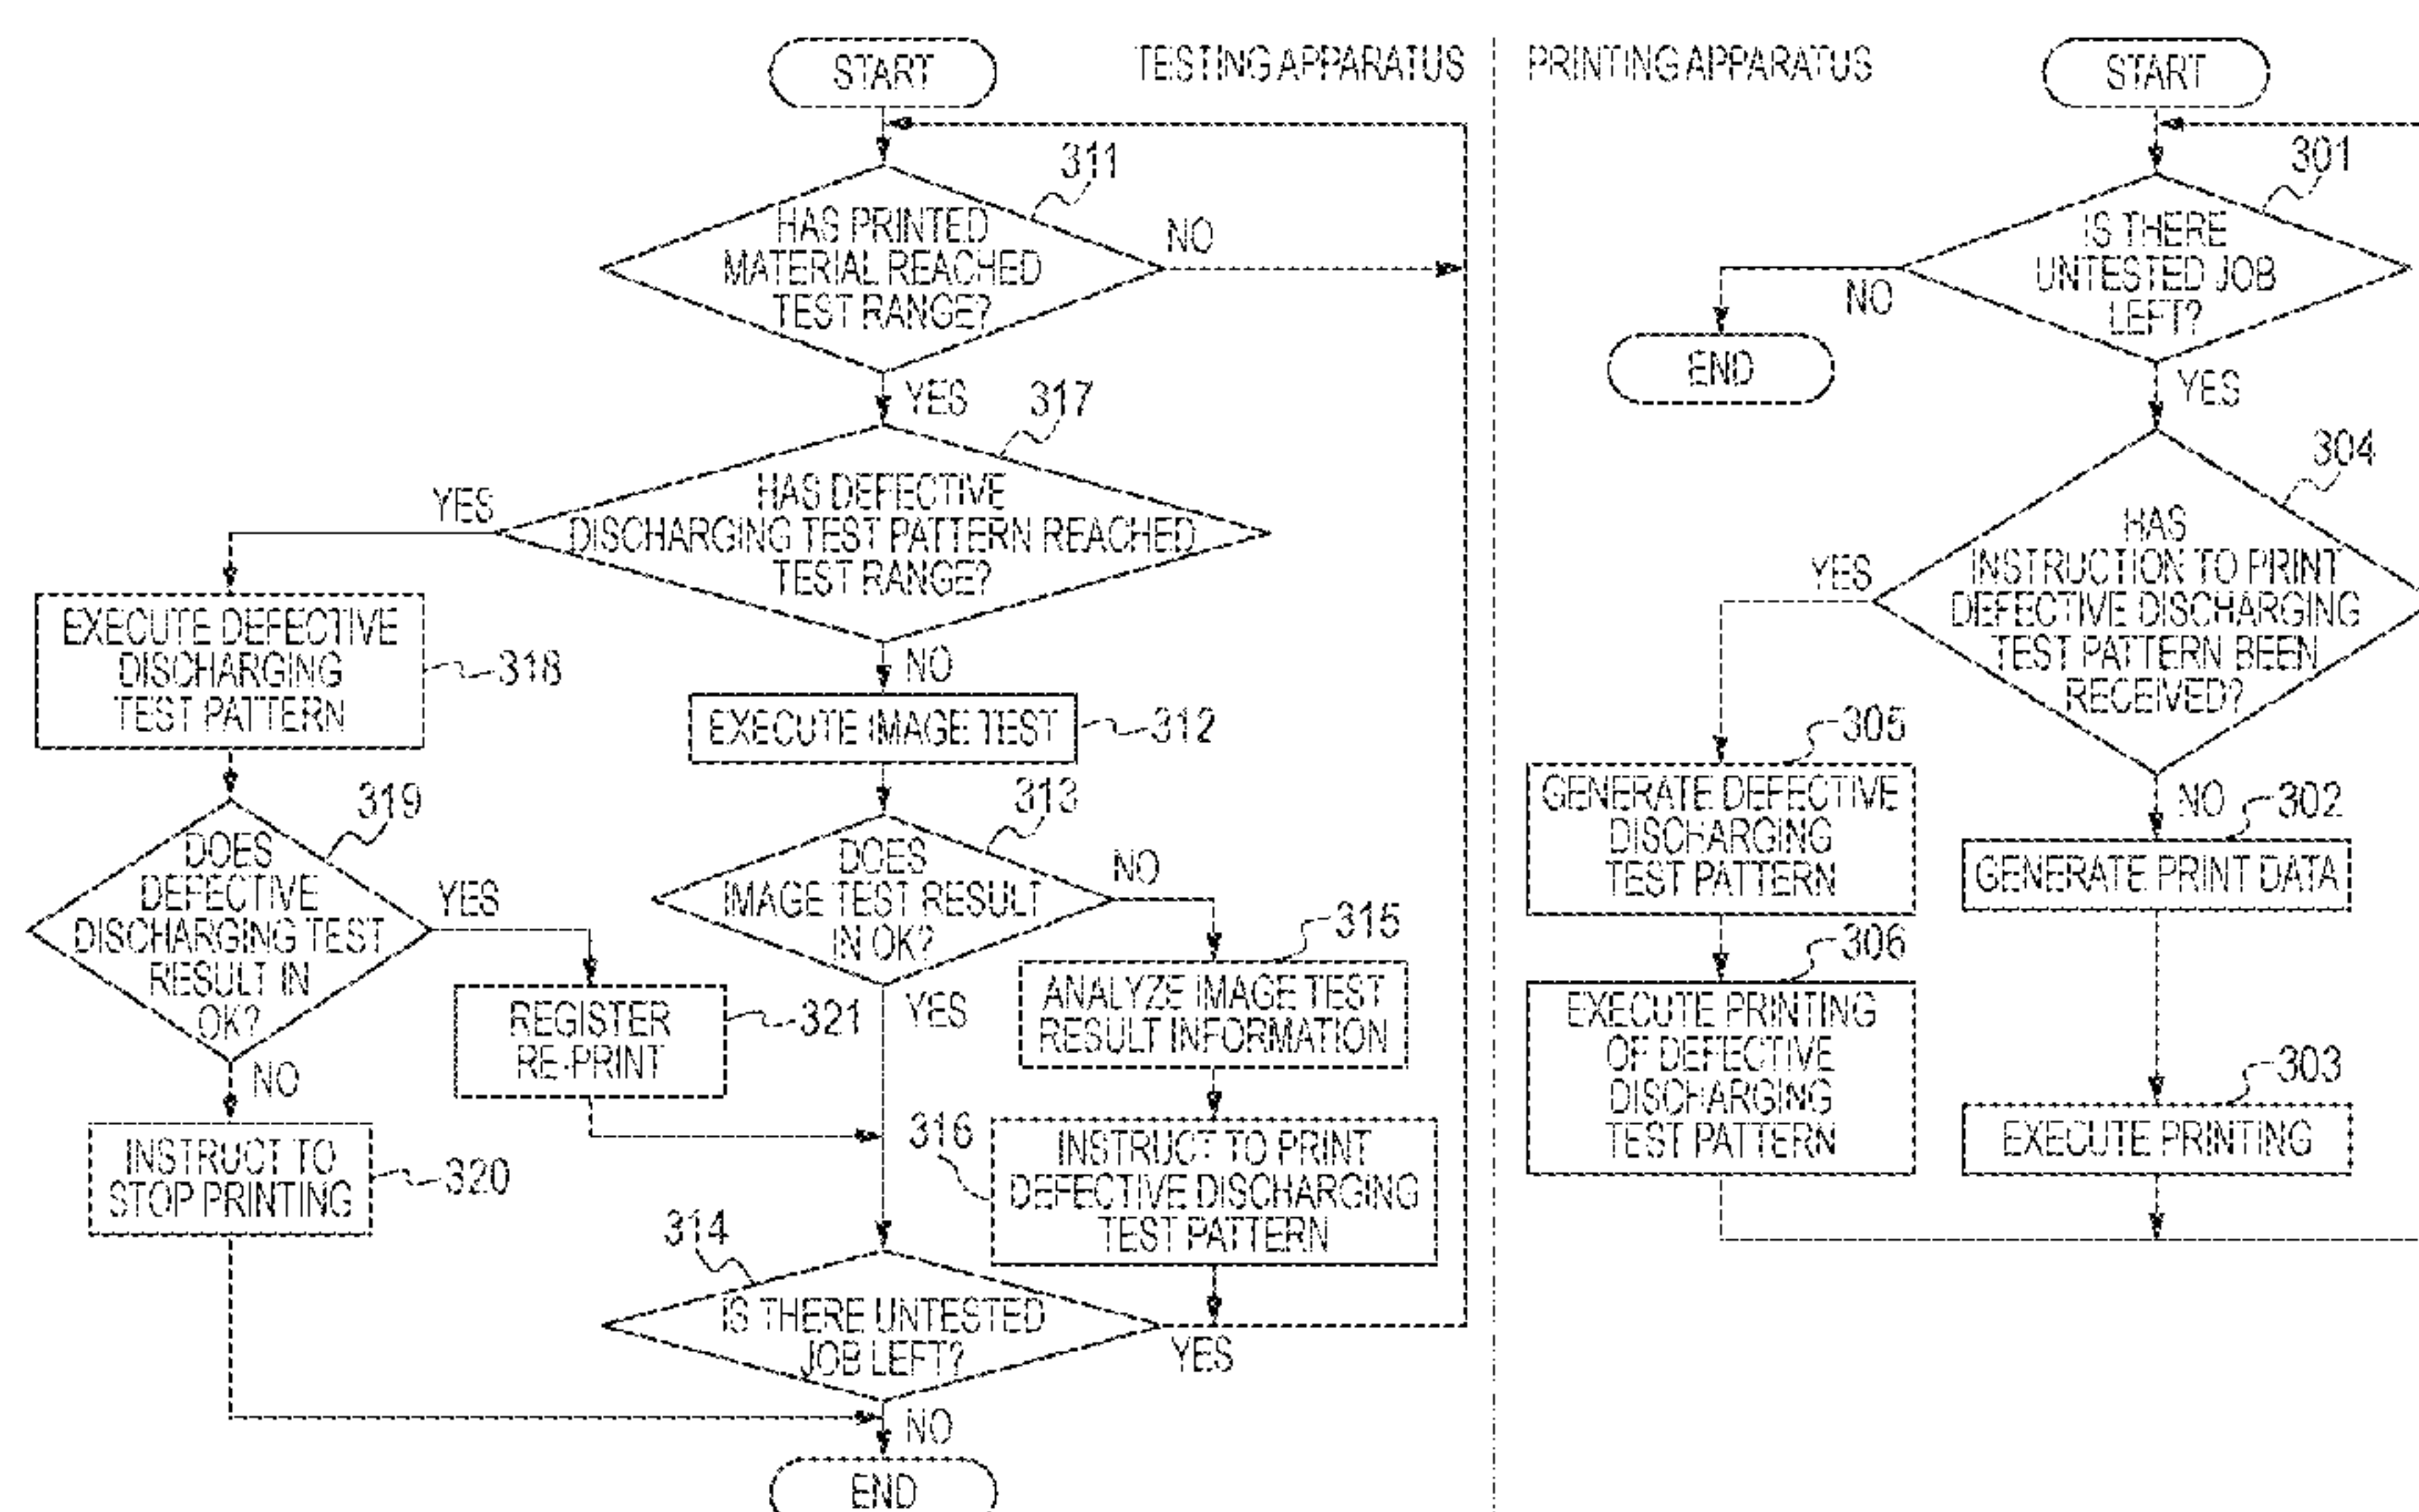 TESTING APPARATUS
START
311
HAS PRINTED
MATERIAL REACHED
TEST RANGE?
NO
YES
317
HAS DEFECTIVE
DISCHARGING TEST PATTERN REACHED
TEST RANGE?
YES
NO
EXECUTE DEFECTIVE
DISCHARGING
TEST PATTERN
318
EXECUTE IMAGE TEST
312
319
DOES
DEFECTIVE
DISCHARGING TEST
RESULT IN
OK?
YES
NO
313
DOES
IMAGE TEST RESULT
IN OK?
NO
YES
REGISTER
RE-PRINT
321
315
ANALYZE IMAGE TEST
RESULT INFORMATION
INSTRUCT TO
STOP PRINTING
320
316
INSTRUCT TO PRINT
DEFECTIVE DISCHARGING
TEST PATTERN
314
IS THERE UNTESTED
JOB LEFT?
YES
NO
END
PRINTING APPARATUS
START
301
IS THERE
UNTESTED JOB
LEFT?
NO
END
YES
304
HAS
INSTRUCTION TO PRINT
DEFECTIVE DISCHARGING
TEST PATTERN BEEN
RECEIVED?
YES
NO
305
GENERATE DEFECTIVE
DISCHARGING
TEST PATTERN
302
GENERATE PRINT DATA
306
EXECUTE PRINTING
OF DEFECTIVE
DISCHARGING
TEST PATTERN
303
EXECUTE PRINTING